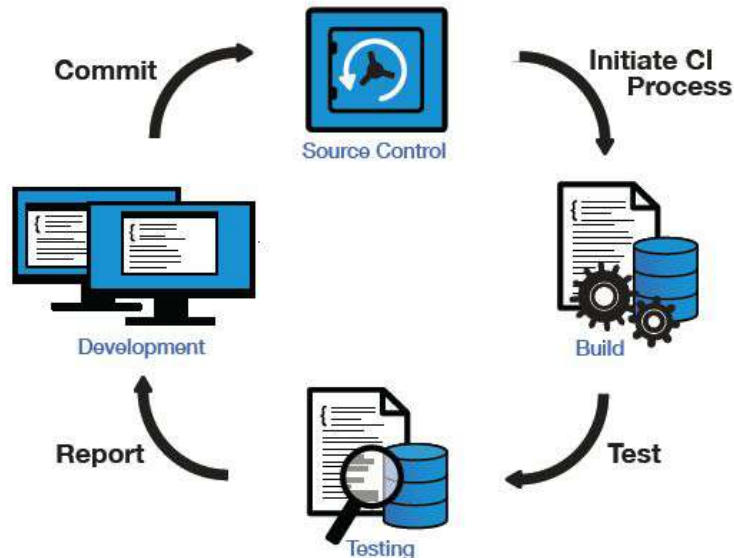 Commit
Initiate CI
Process
Source Control
{
{
{
Development
Build
{
Report
Test
Testing